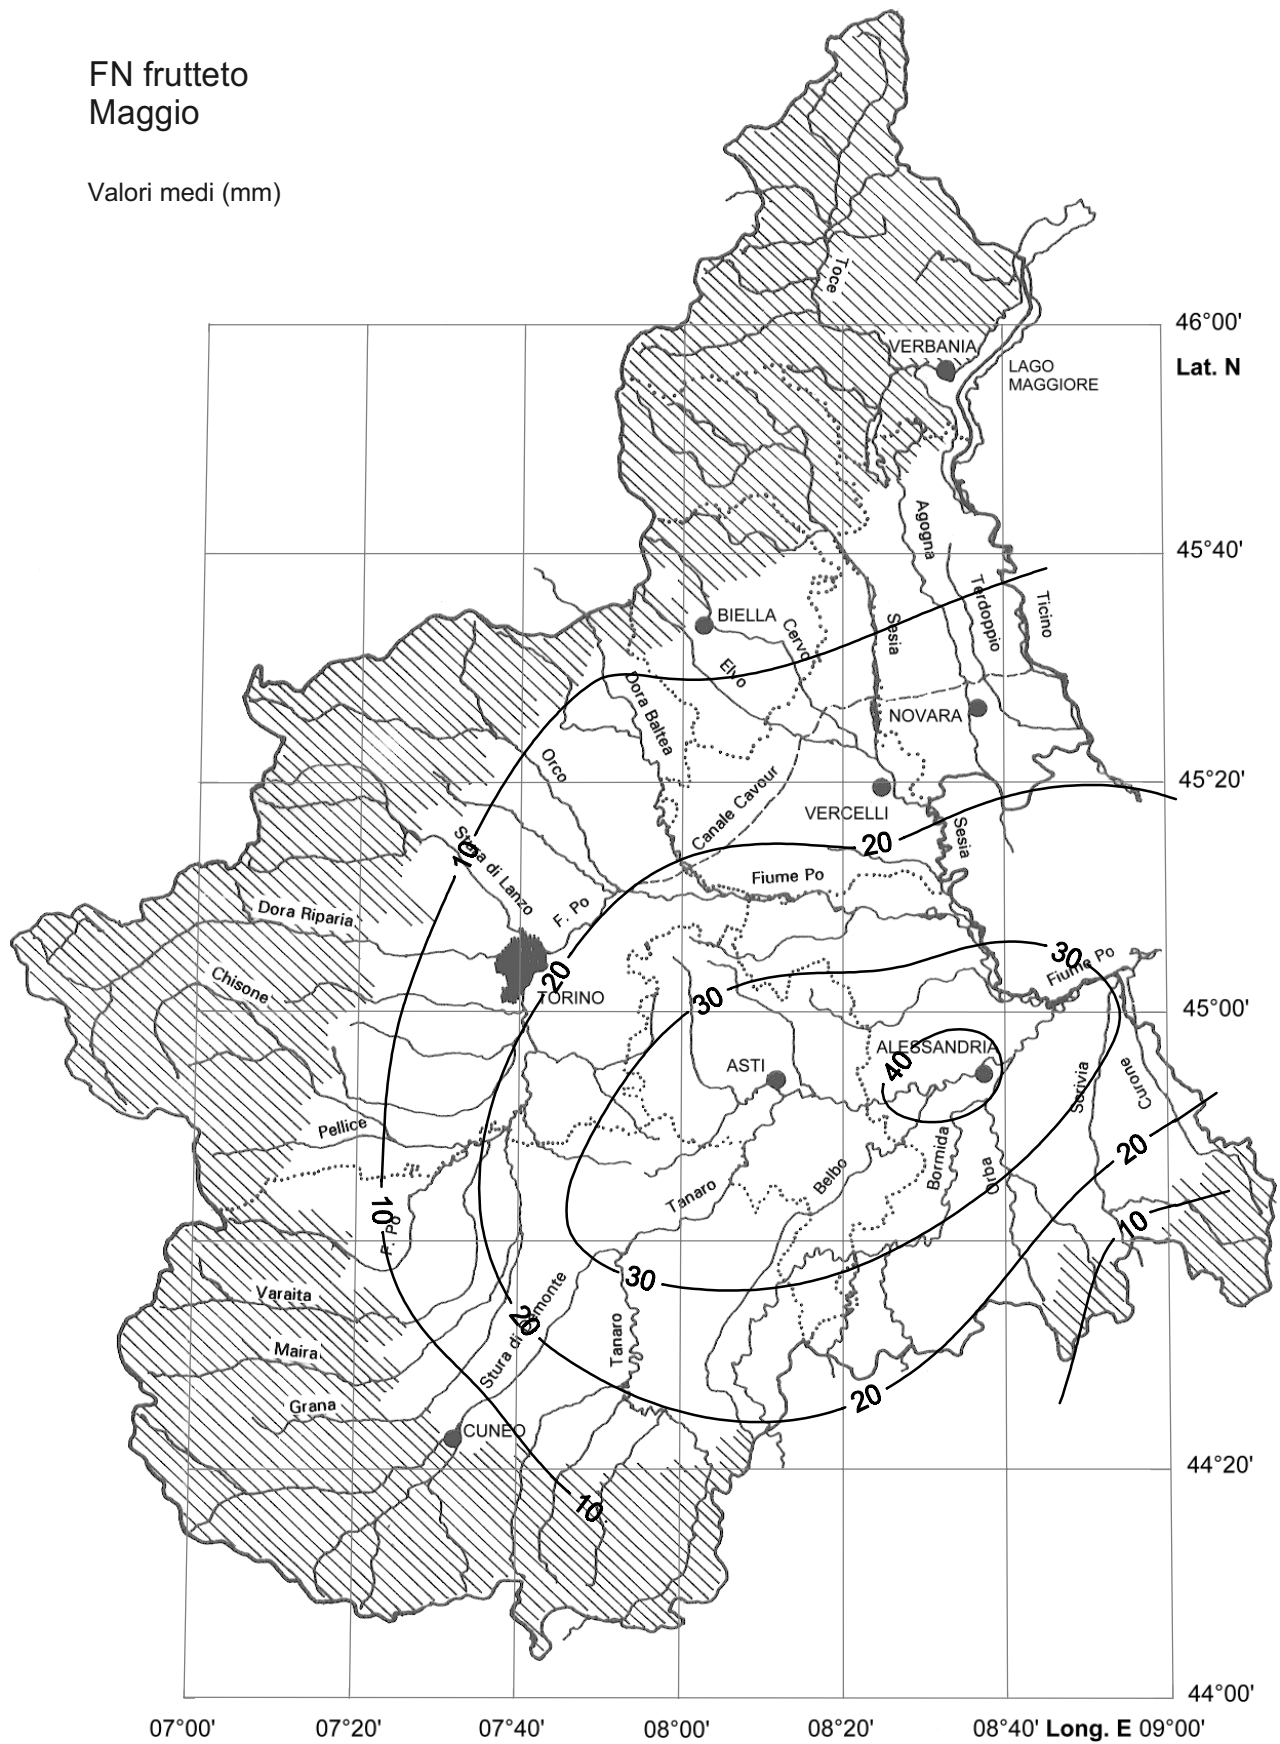 FN frutteto
Maggio
Valori medi (mm)
Toce
46°00'
VERBANIA
Lat. N
LAGO
MAGGIORE
Agogna
45°40'
Terdoppio
Ticino
BIELLA
Cervo
Sesia
Elvo
Dora Baltea
NOVARA
Orco
45°20'
Canale Cavour
VERCELLI
Sesia
20
10
Stura di Lanzo
Fiume Po
F. Po
Dora Riparia
30
Fiume Po
20
Chisone
TORINO
30
45°00'
ALESSANDRIA
ASTI
40
Scrivia
Curone
Pellice
20
Bormida
Orba
Belbo
Tanaro
10
F. Po
10
30
Varaita
20
Stura di Demonte
Tanaro
Maira
Grana
20
CUNEO
44°20'
10
44°00'
07°00'
07°20'
07°40'
08°00'
08°20'
08°40'
Long. E
09°00'